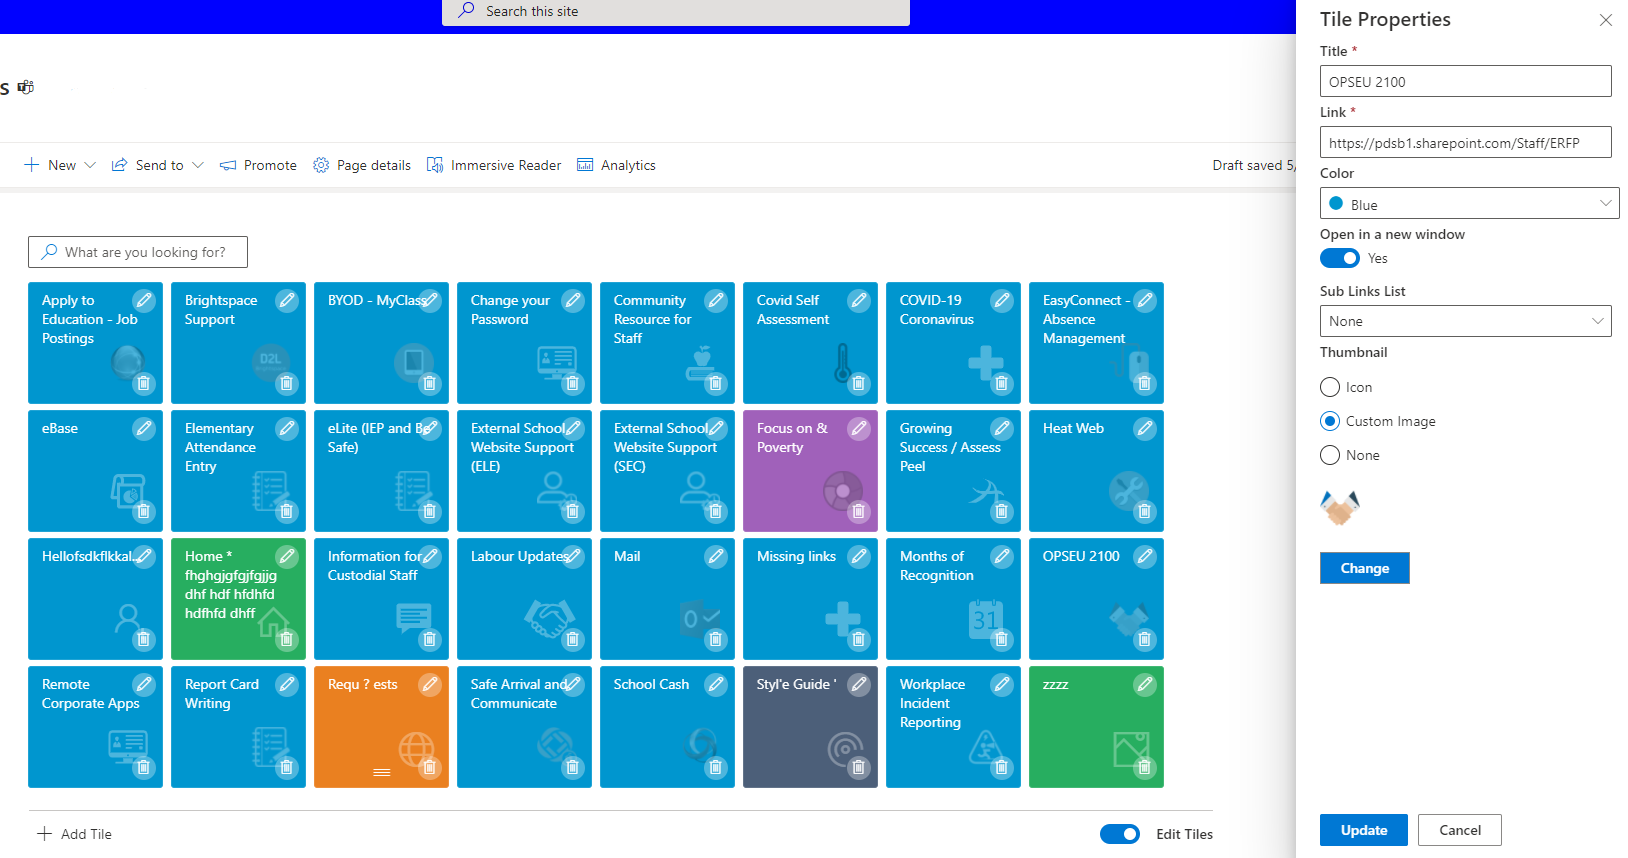 Search this site
s
New
Send to
Promote
Page details
Immersive Reader
Analytics
Draft saved 5/
What are you looking for?
Apply to
Education - Job
Postings
Brightspace
Support
D2L
BYOD - MyClass
Change your
Password
Community
Resource for
Staff
Covid Self
Assessment
COVID-19
Coronavirus
EasyConnect -
Absence
Management
eBase
Elementary
Attendance
Entry
eLite (IEP and Be
Safe)
External School
Website Support
(ELE)
External School
Website Support
(SEC)
Focus on &
Poverty
Growing
Success / Assess
Peel
Heat Web
Hellofsdkflkkal...
Home *
fhghgjgfgjfgjjg
dhf hdf hfdhfd
hdfhfd dhff
Information for
Custodial Staff
Labour Updates
Mail
Missing links
Months of
Recognition
31
OPSEU 2100
Remote
Corporate Apps
Report Card
Writing
Requ ? ests
Safe Arrival and
Communicate
School Cash
Styl'e Guide '
Workplace
Incident
Reporting
zzzz
Add Tile
Edit Tiles
Tile Properties
Title *
OPSEU 2100
Link *
https://pdsb1.sharepoint.com/Staff/ERFP
Color
Blue
Open in a new window
Yes
Sub Links List
None
Thumbnail
Icon
Custom Image
None
Change
Update
Cancel